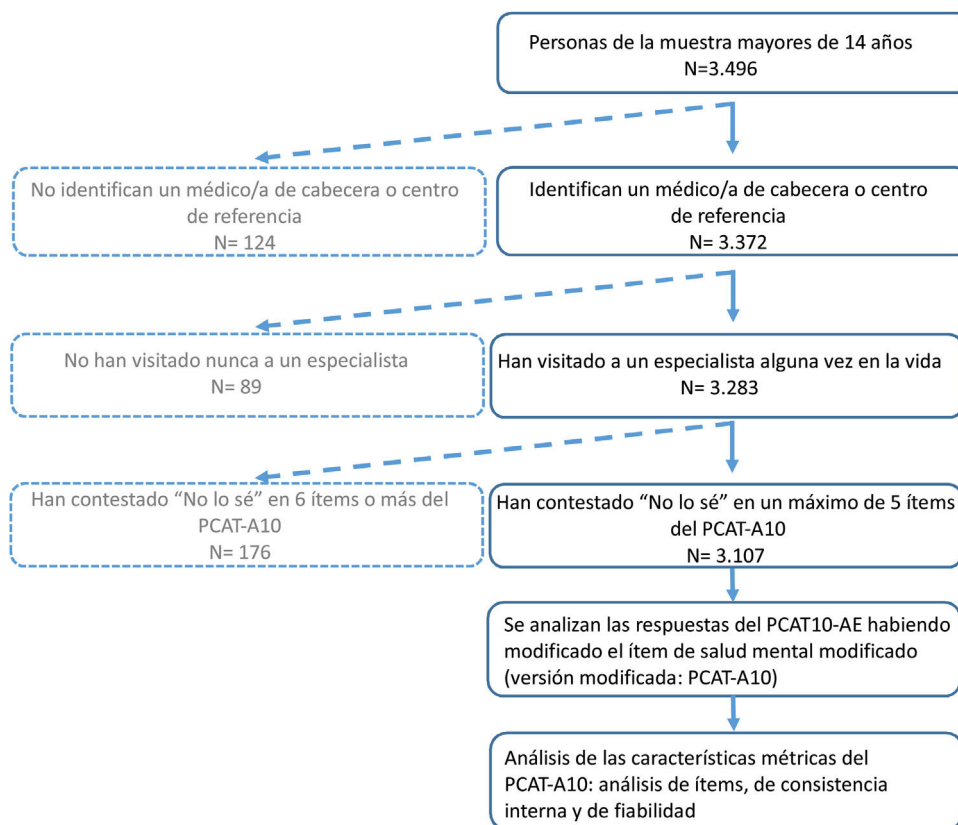 Personas de la muestra mayores de 14 años
N=3.496
No identifican un médico/a de cabecera o centro
de referencia
N= 124
Identifican un médico/a de cabecera o centro
de referencia
N= 3.372
No han visitado nunca a un especialista
N= 89
Han visitado a un especialista alguna vez en la vida
N= 3.283
Han contestado “No lo sé” en 6 ítems o más del
PCAT-A10
N= 176
Han contestado “No lo sé” en un máximo de 5 ítems
del PCAT-A10
N= 3.107
Se analizan las respuestas del PCAT10-AE habiendo
modificado el ítem de salud mental modificado
(versión modificada: PCAT-A10)
Análisis de las características métricas del
PCAT-A10: análisis de ítems, de consistencia
interna y de fiabilidad